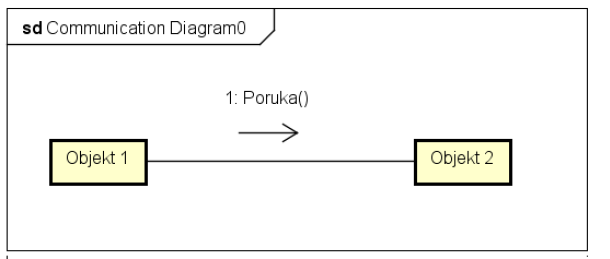 sd Communication Diagram0
1: Poruka()
Objekt 1
Objekt 2